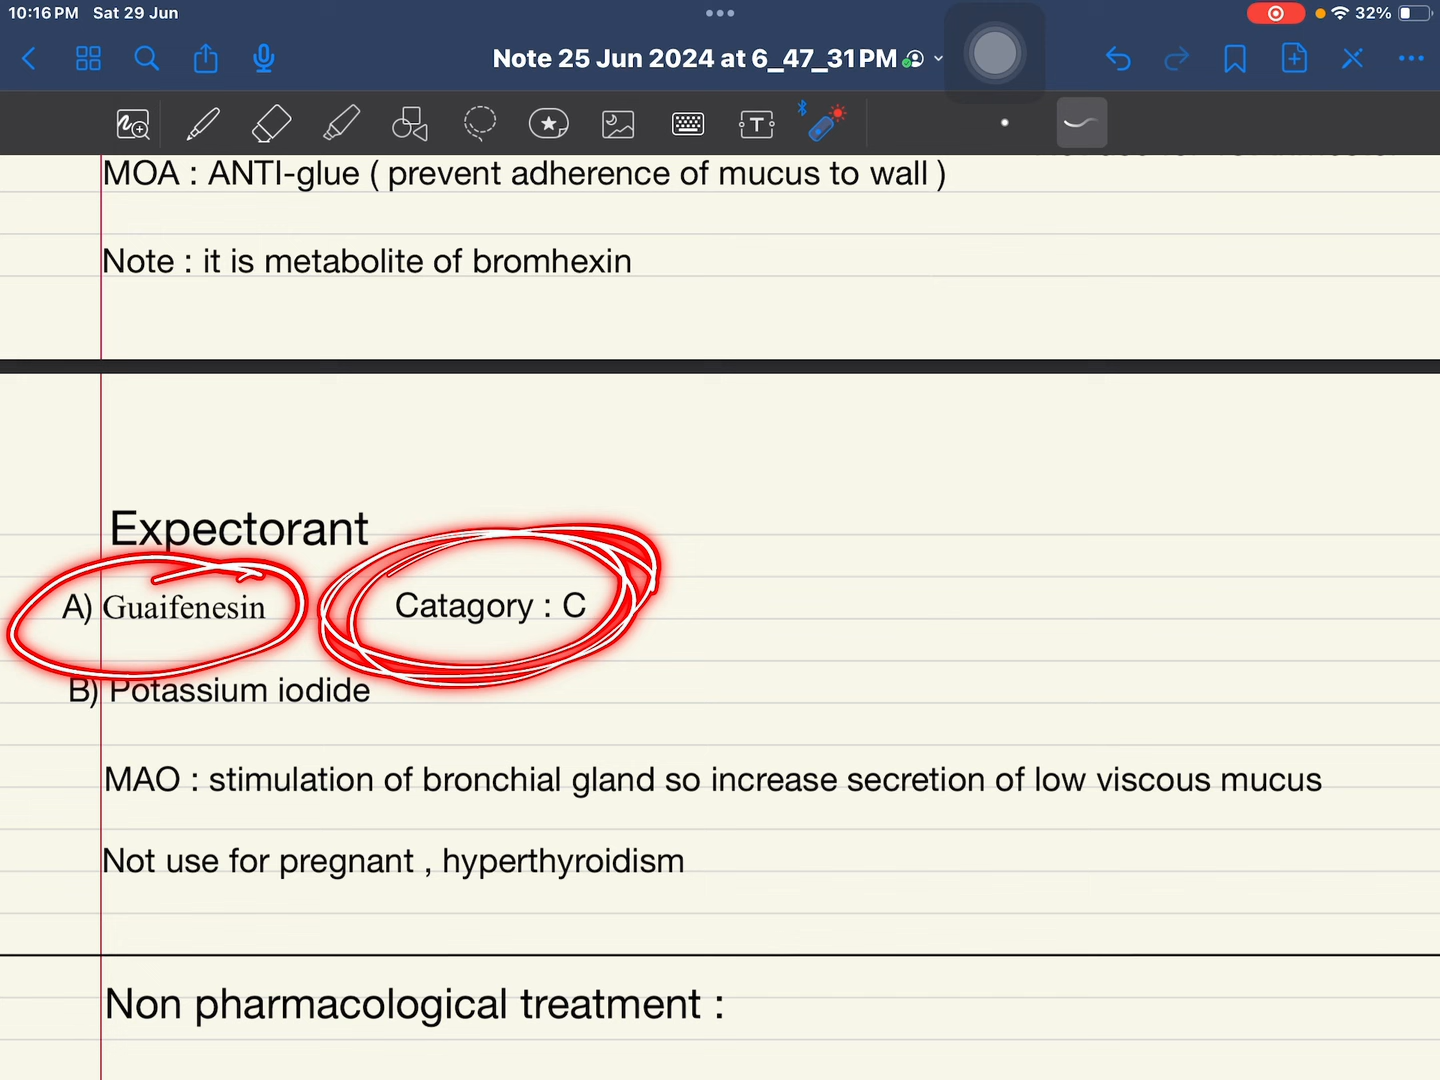 10:16 PM Sat 29 Jun
32%
Note 25 Jun 2024 at 6_47_31 PM
MOA : ANTI-glue ( prevent adherence of mucus to wall )
Note : it is metabolite of bromhexin
Expectorant
A) Guaifenesin Catagory : C
B) Potassium iodide
MAO : stimulation of bronchial gland so increase secretion of low viscous mucus
Not use for pregnant , hyperthyroidism
Non pharmacological treatment :